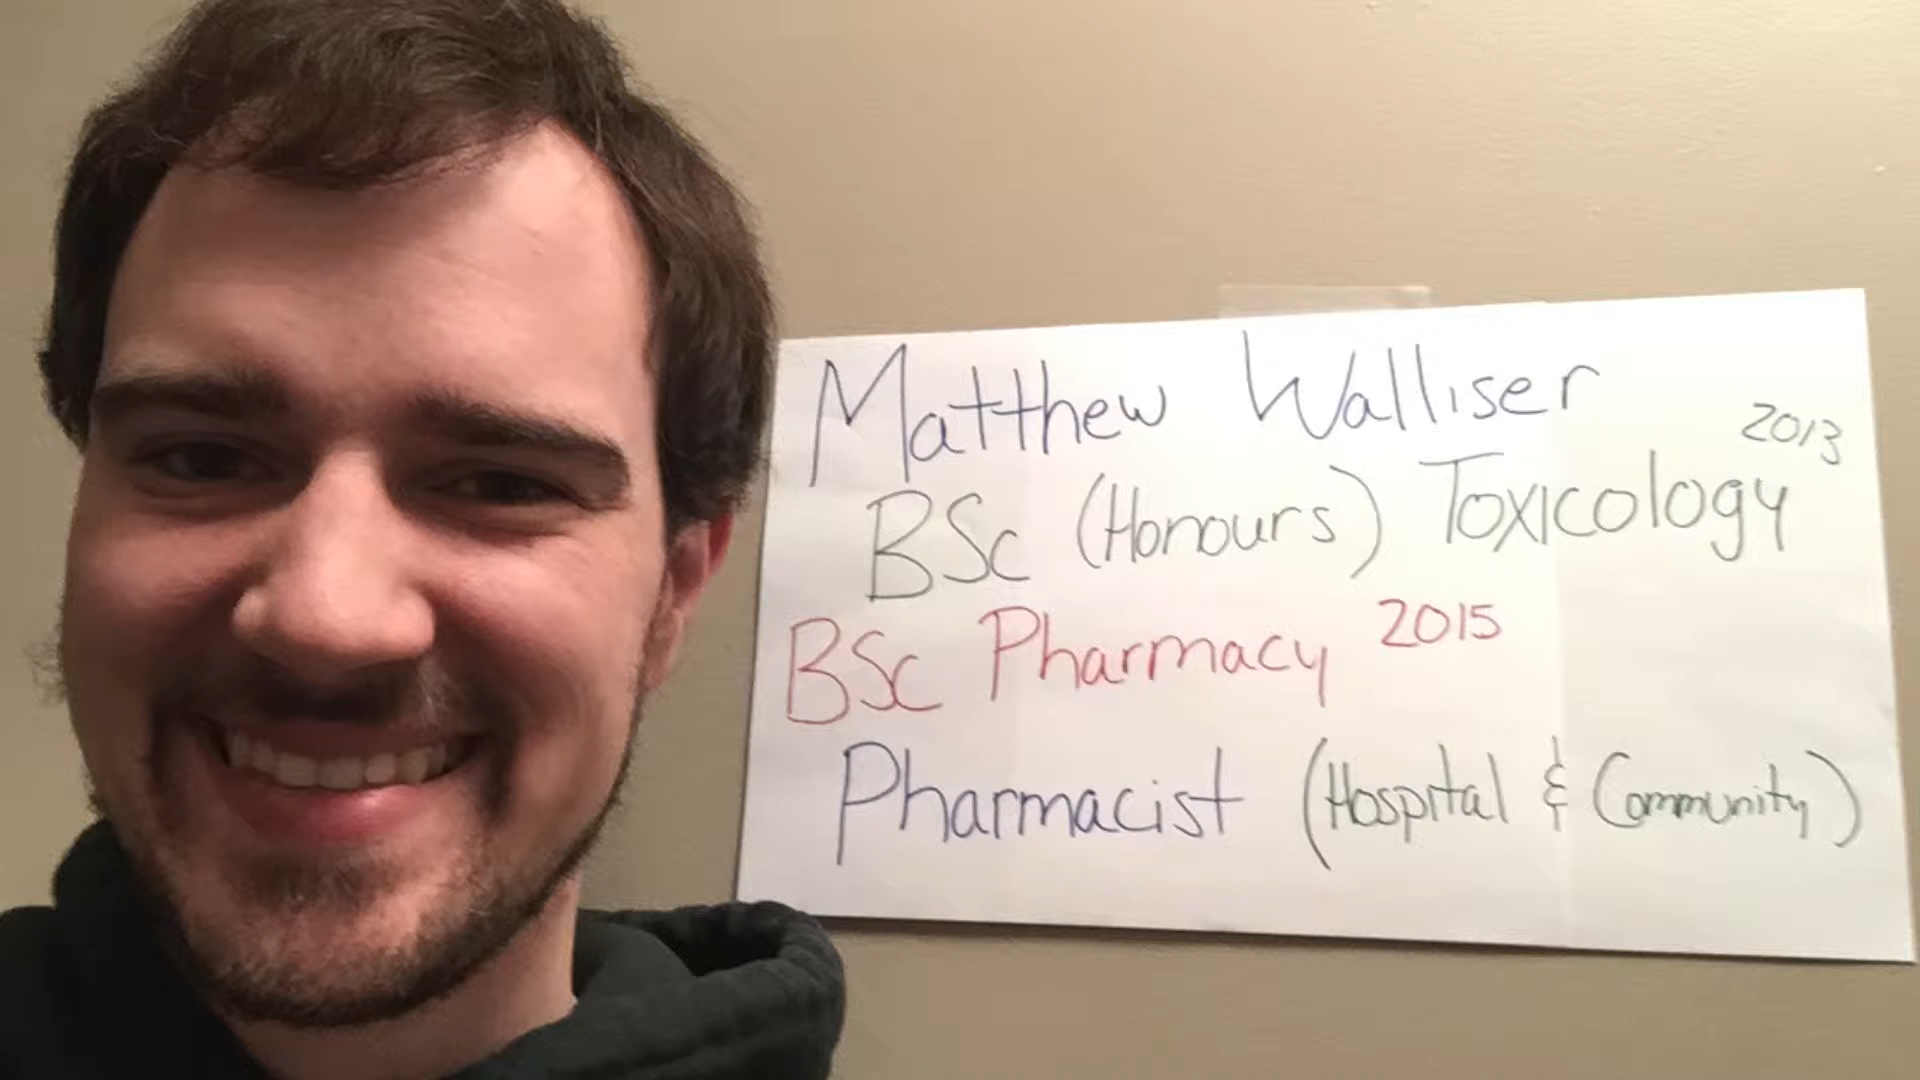 Matthew Walliser
BSc (Honours) Toxicology 2013
BSc Pharmacy 2015
Pharmacist (Hospital & Community)